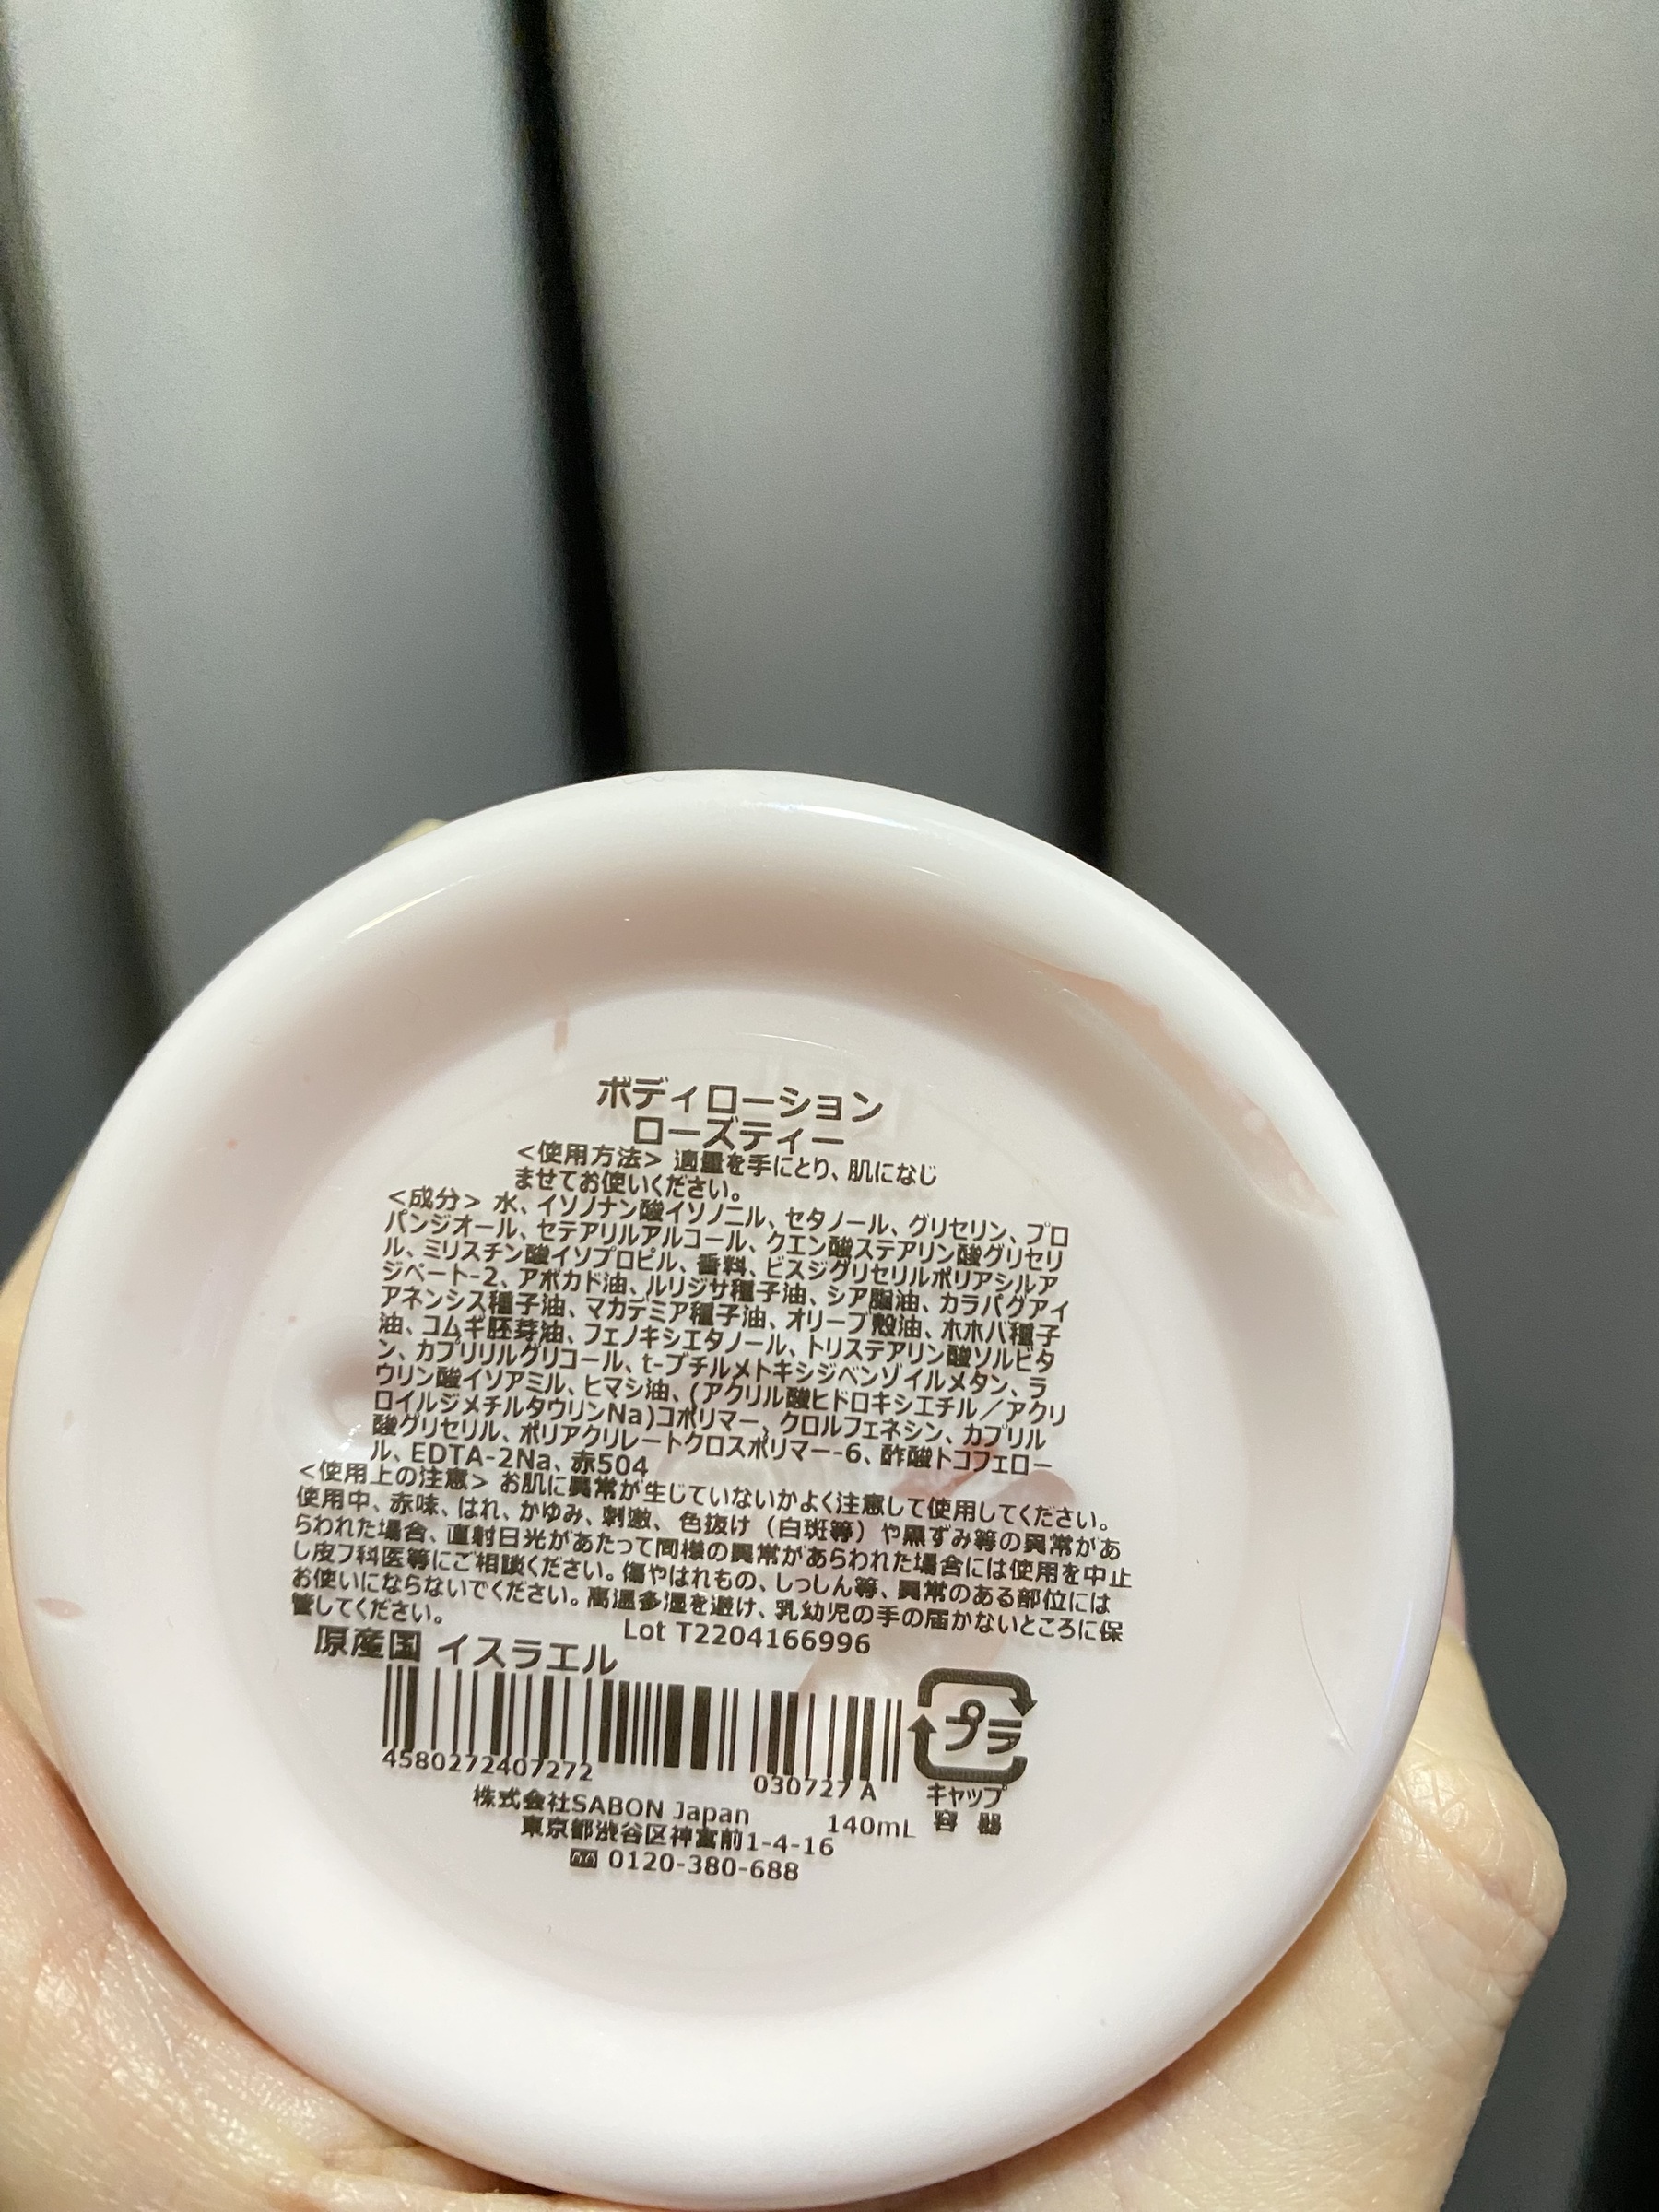 ボディローション
ローズティー
<使用方法> 適量を手にとり、肌になじ
ませてお使いください。
<成分> 水、イソノナン酸イソノニル、セタノール、グリセリン、プロ
パンジオール、セテアリルアルコール、クエン酸ステアリン酸グリセリ
ル、ミリスチン酸イソプロピル、香料、ビスジグリセリルポリアシルア
ジペート-2、アボカド油、ルリジサ種子油、シア脂油、カラパグアイ
アネンシス種子油、マカデミア種子油、オリーブ殻油、ホホバ種子
油、コムギ胚芽油、フェノキシエタノール、トリステアリン酸ソルビタ
ン、カプリリルグリコール、t-ブチルメトキシジベンゾイルメタン、ラ
ウリン酸イソアミル、ヒマシ油、(アクリル酸ヒドロキシエチル／アクリ
ロイルジメチルタウリンNa)コポリマー、クロルフェネシン、カプリル
酸グリセリル、ポリアクリレートクロスポリマー-6、酢酸トコフェロー
ル、EDTA-2Na、赤504
<使用上の注意> お肌に異常が生じていないかよく注意して使用してください。
使用中、赤味、はれ、かゆみ、刺激、色抜け（白斑等）や黒ずみ等の異常があ
らわれた場合、直射日光があたって同様の異常があらわれた場合には使用を中止
し皮フ科医等にご相談ください。傷やはれもの、しっしん等、異常のある部位には
お使いにならないでください。高温多湿を避け、乳幼児の手の届かないところに保
管してください。
Lot T2204166996
原産国 イスラエル
プラ
4580272407272
030727 A
キャップ
容 器
株式会社SABON Japan
140mL
東京都渋谷区神宮前1-4-16
0120-380-688